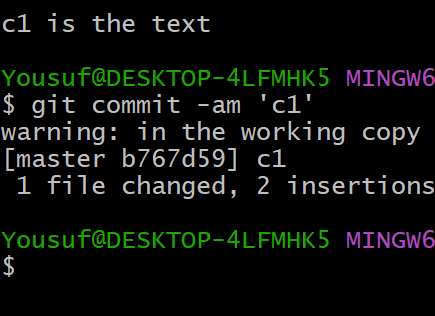 c1 is the text
Yousuf@DESKTOP-4LFMHK5 MINGW6
$ git commit -am 'c1'
warning: in the working copy
[master b767d59] c1
 1 file changed, 2 insertions
Yousuf@DESKTOP-4LFMHK5 MINGW6
$